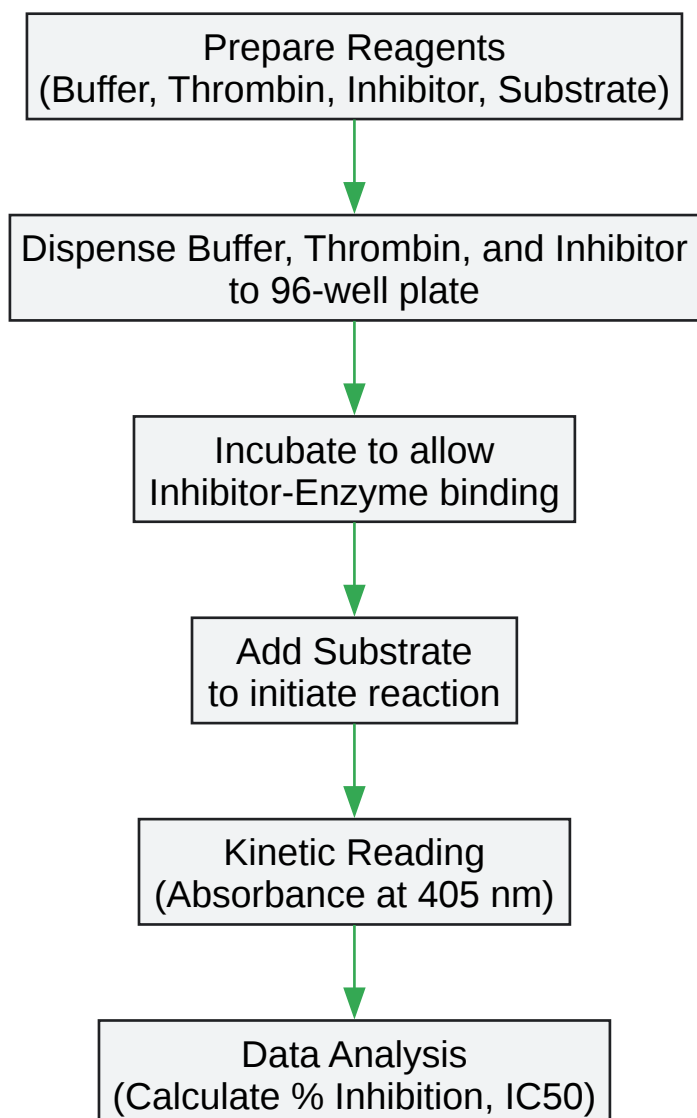 Prepare Reagents
(Buffer, Thrombin, Inhibitor, Substrate)
Dispense Buffer, Thrombin, and Inhibitor
to 96-well plate
Incubate to allow
Inhibitor-Enzyme binding
Add Substrate
to initiate reaction
Kinetic Reading
(Absorbance at 405 nm)
Data Analysis
(Calculate % Inhibition, IC50)